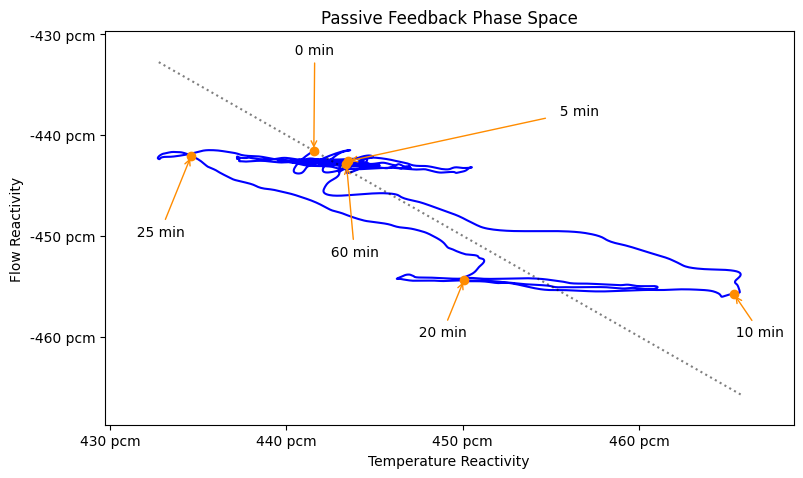 Passive Feedback Phase Space
-430 pcm
0 min
5 min
-440 pcm
Flow Reactivity
25 min
-450 pcm
60 min
20 min
10 min
-460 pcm
430 pcm
440 pcm
450 pcm
460 pcm
Temperature Reactivity